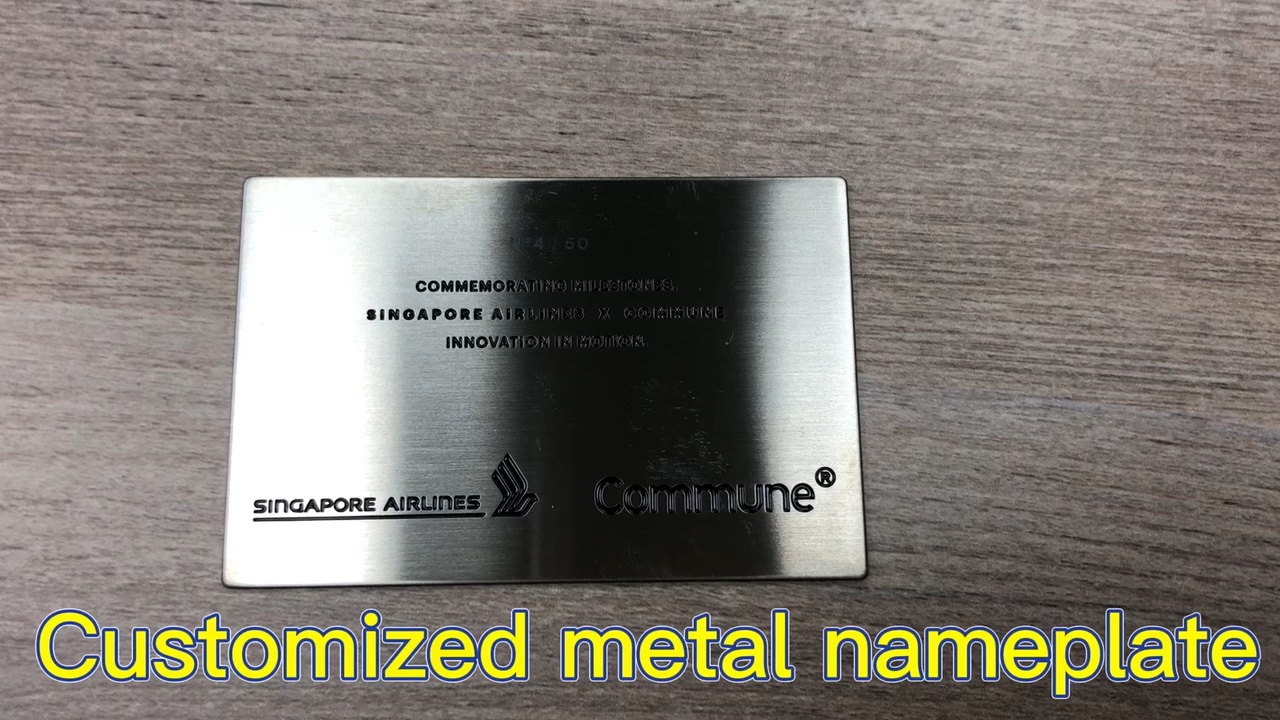 4 / 50
COMMEMORATING MILESTONES.
SINGAPORE AIRLINES X COMMUNE
INNOVATION IN MOTION.
SINGAPORE AIRLINES
Commune®
Customized metal nameplate